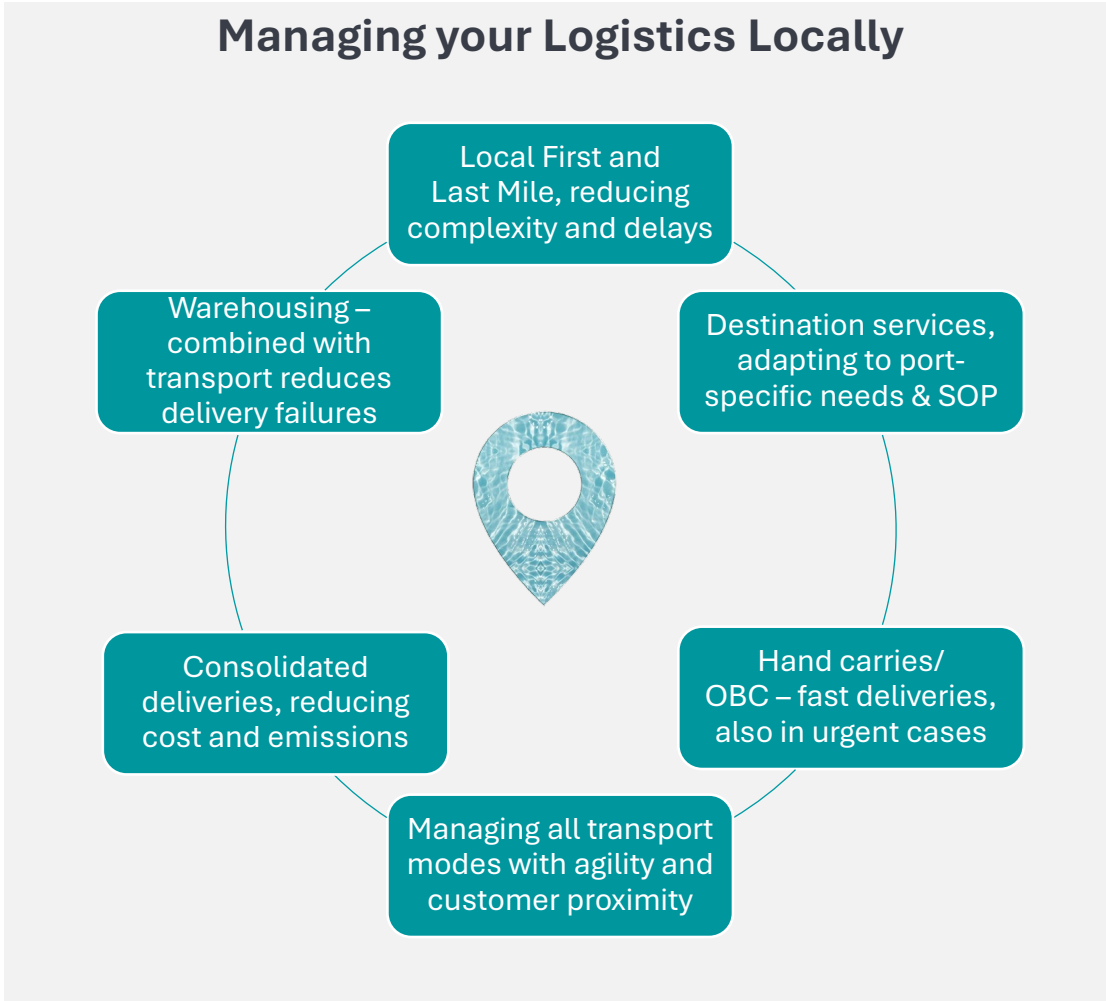 Managing your Logistics Locally
Local First and
Last Mile, reducing
complexity and delays
Destination services,
adapting to port-
specific needs & SOP
Hand carries/
OBC – fast deliveries,
also in urgent cases
Managing all transport
modes with agility and
customer proximity
Consolidated
deliveries, reducing
cost and emissions
Warehousing –
combined with
transport reduces
delivery failures